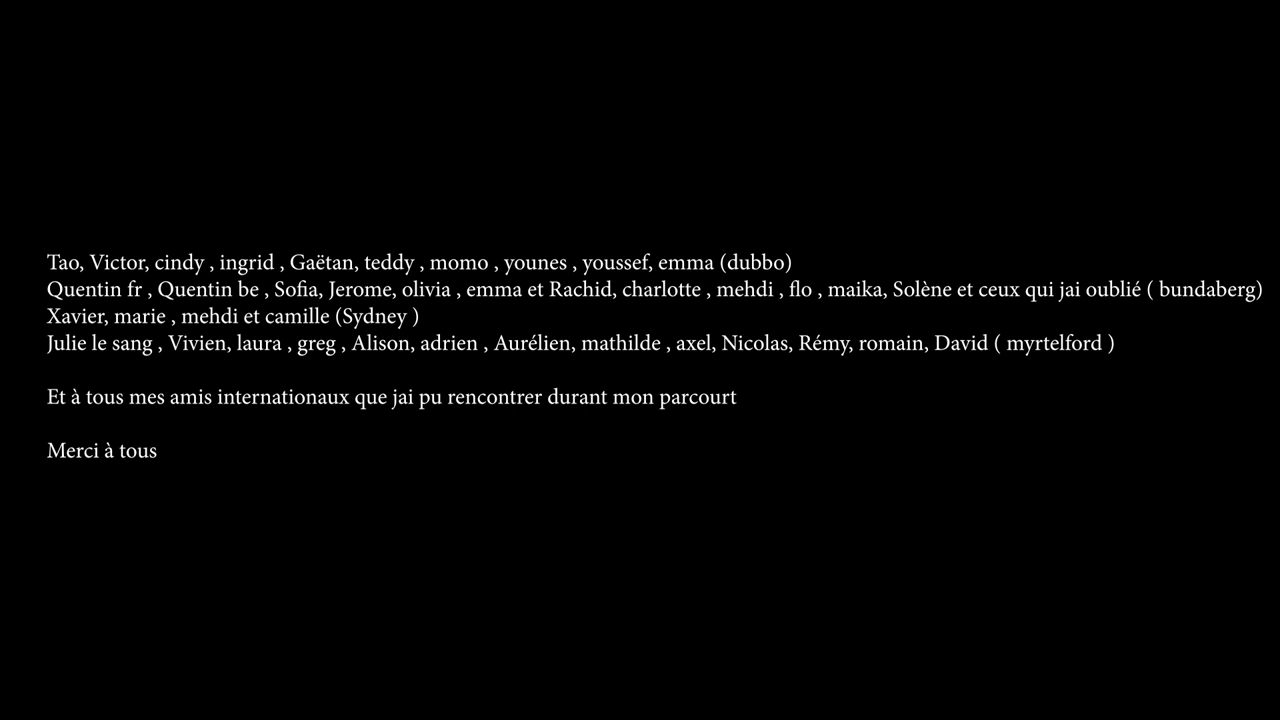 Tao, Victor, cindy , ingrid , Gaëtan, teddy , momo , younes , youssef, emma (dubbo)
Quentin fr , Quentin be , Sofia, Jerome, olivia , emma et Rachid, charlotte , mehdi , flo , maika, Solène et ceux qui jai oublié ( bundaberg)
Xavier, marie , mehdi et camille (Sydney )
Julie le sang , Vivien, laura , greg , Alison, adrien , Aurélien, mathilde , axel, Nicolas, Rémy, romain, David ( myrtelford )
Et à tous mes amis internationaux que jai pu rencontrer durant mon parcourt
Merci à tous